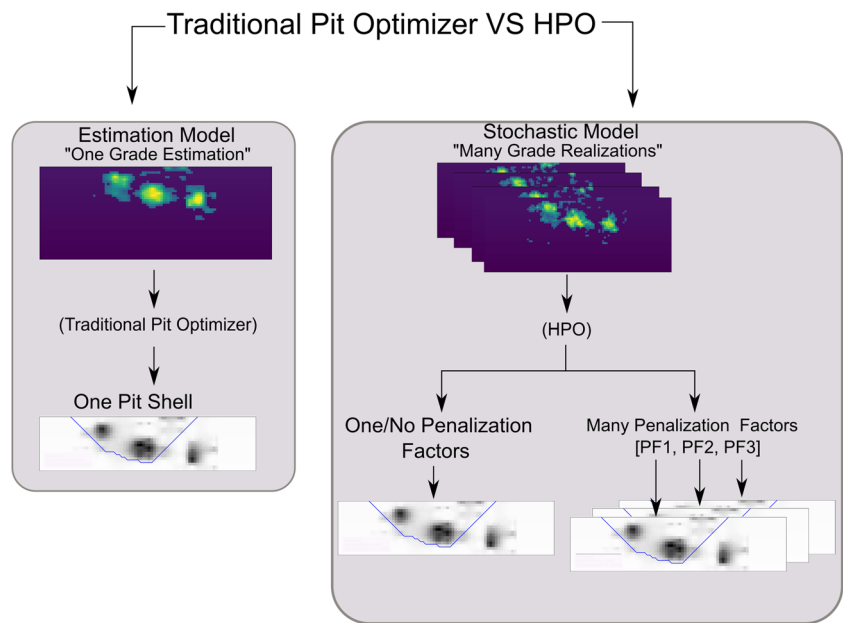 Traditional Pit Optimizer VS HPO
Estimation Model
"One Grade Estimation"
(Traditional Pit Optimizer)
One Pit Shell
Stochastic Model
"Many Grade Realizations"
(HPO)
One/No Penalization
Factors
Many Penalization Factors
[PF1, PF2, PF3]